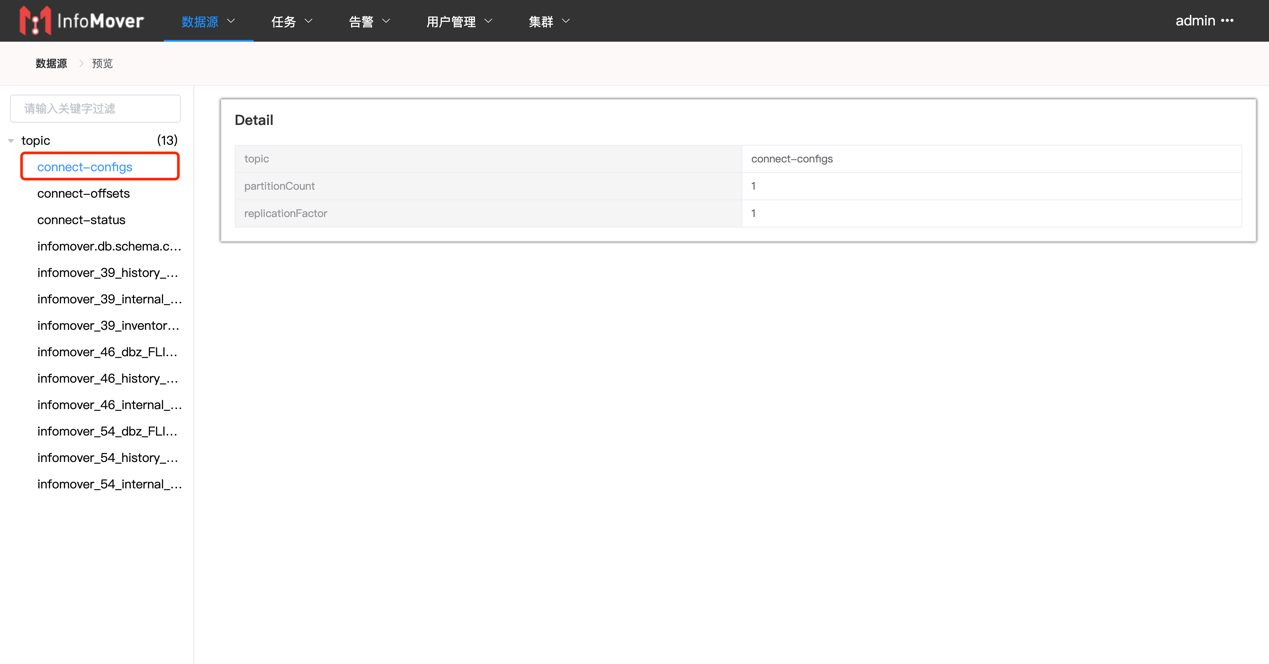 InfoMover 数据源 任务 告警 用户管理 集群 admin •••
数据源 > 预览
请输入关键字过滤
topic (13)
connect-configs
connect-offsets
connect-status
infomover.db.schema.c...
infomover_39_history_...
infomover_39_internal_...
infomover_39_inventor...
infomover_46_dbz_FLI...
infomover_46_history_...
infomover_46_internal_...
infomover_54_dbz_FLI...
infomover_54_history_...
infomover_54_internal_...
Detail
topic connect-configs
partitionCount 1
replicationFactor 1